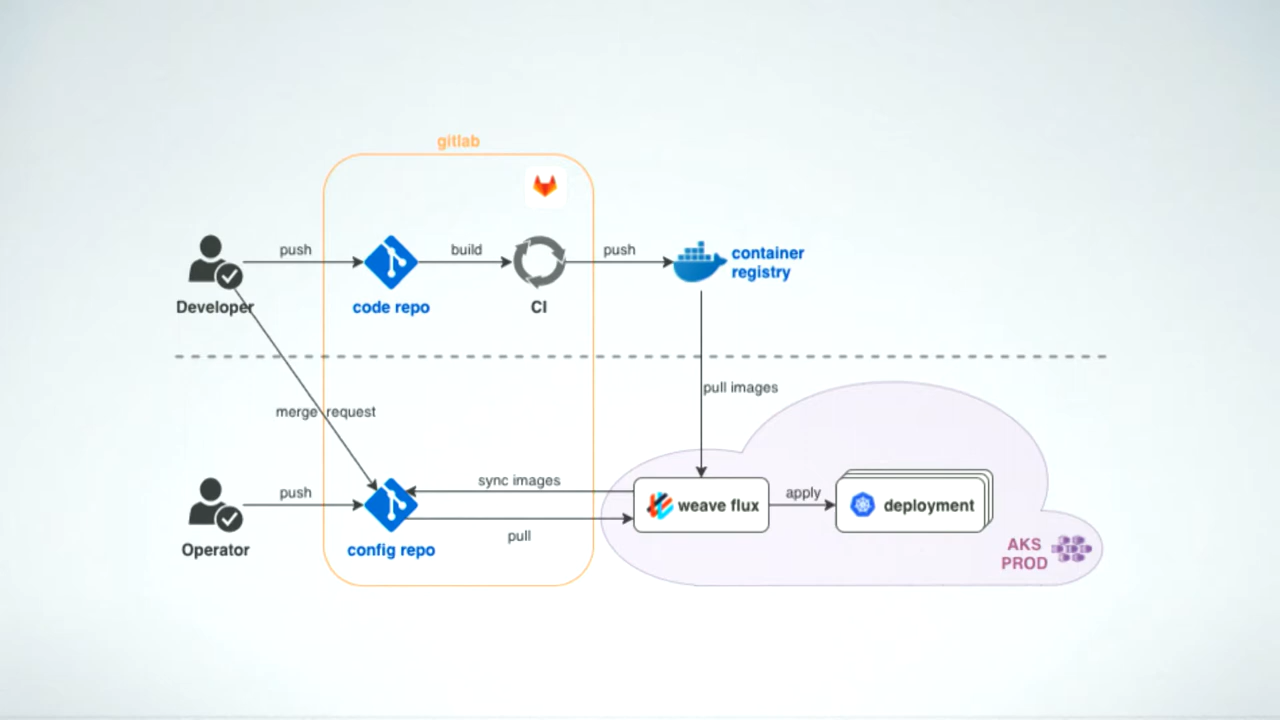 gitlab
push
build
push
container
registry
Developer
code repo
CI
pull images
merge request
push
sync images
weave flux
apply
deployment
Operator
config repo
pull
AKS
PROD